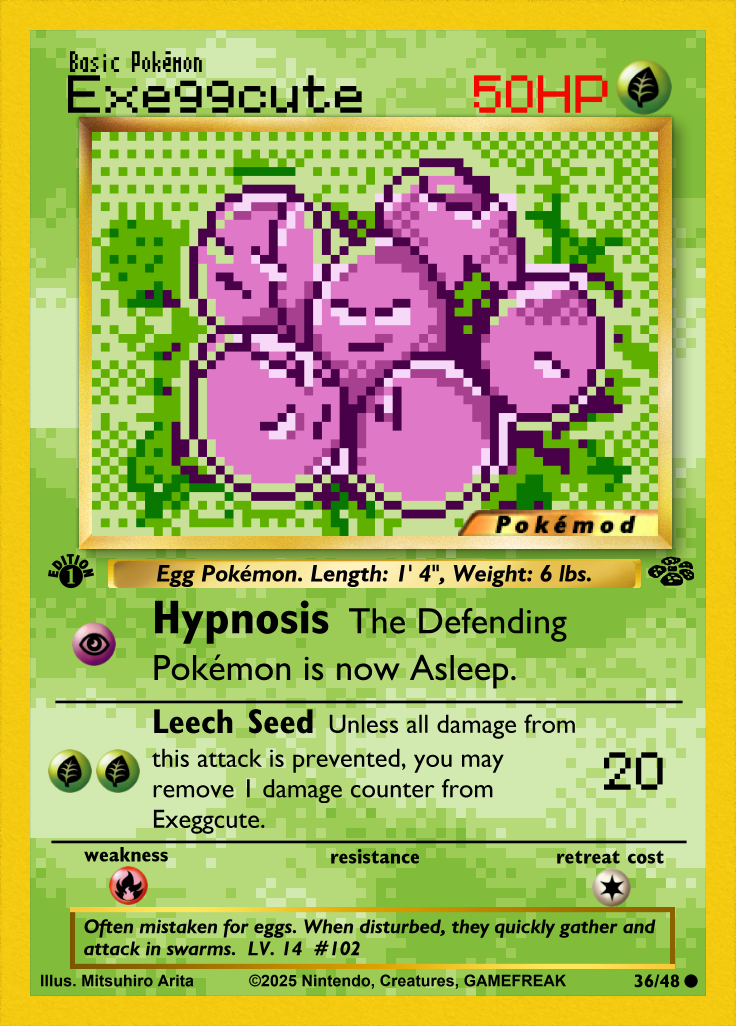 Basic Pokémon
Exeggcute 50HP
Pokémod
EDITION 1
Egg Pokémon. Length: 1' 4", Weight: 6 lbs.
Hypnosis The Defending
Pokémon is now Asleep.
Leech Seed Unless all damage from
this attack is prevented, you may
remove 1 damage counter from
Exeggcute.
20
weakness resistance retreat cost
Often mistaken for eggs. When disturbed, they quickly gather and
attack in swarms. LV. 14 #102
Illus. Mitsuhiro Arita ©2025 Nintendo, Creatures, GAMEFREAK 36/48